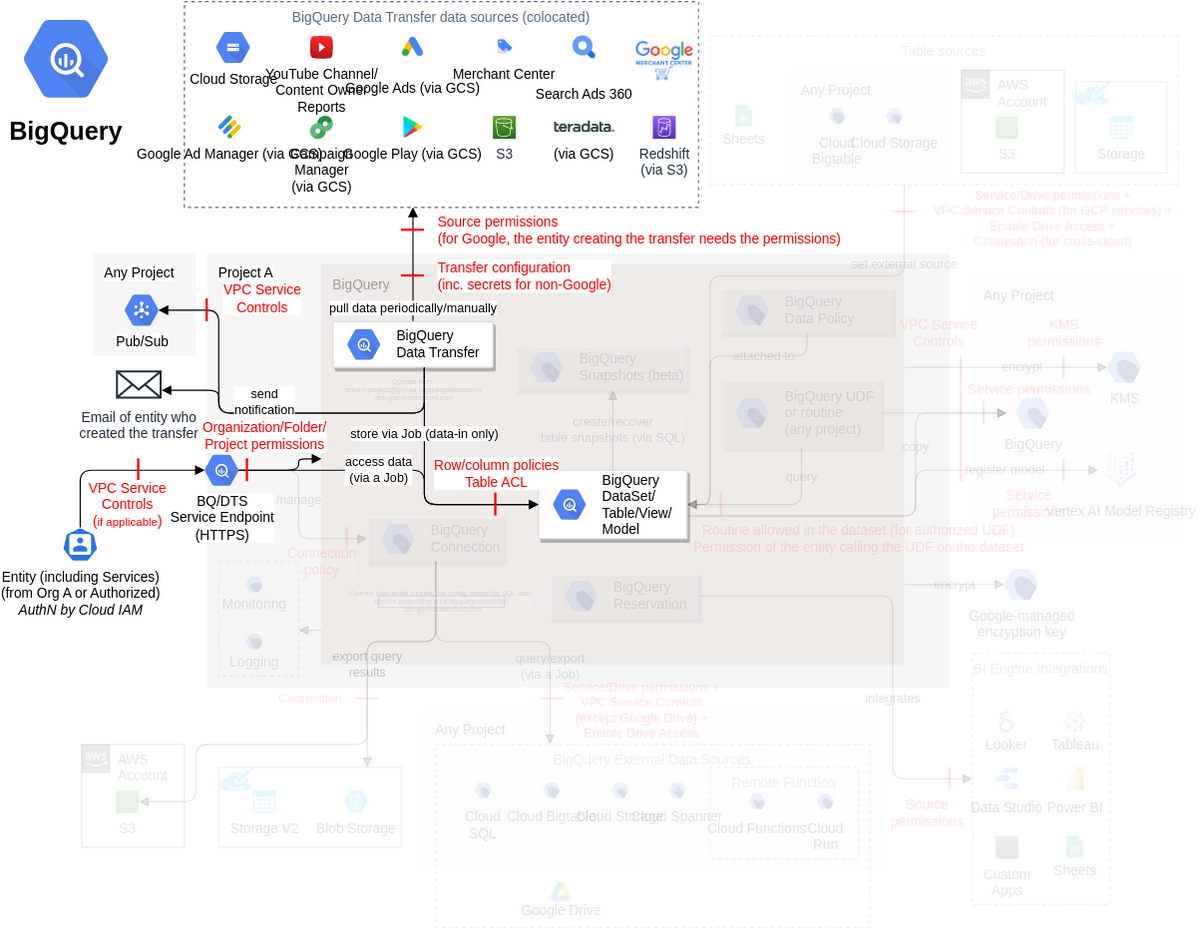 BigQuery Data Transfer data sources (colocated)
Cloud Storage
YouTube Channel/
Content Owner
Reports
Google Ads (via GCS)
Merchant Center
Search Ads 360
Google
MERCHANT CENTER
BigQuery
Google Ad Manager (via GCS)
Campaign
Manager
(via GCS)
Google Play (via GCS)
S3
teradata.
(via GCS)
Redshift
(via S3)
Table sources
Sheets
Any Project
Cloud
Bigtable
Cloud Storage
aws
AWS
Account
S3
Storage
Source permissions
(for Google, the entity creating the transfer needs the permissions)
Service/Drive permissions +
VPC Service Controls (for GCP services) +
Enable Drive Access +
Connection (for cross-cloud)
Transfer configuration
(inc. secrets for non-Google)
set external source
Any Project
Pub/Sub
Project A
VPC Service
Controls
BigQuery
pull data periodically/manually
BigQuery
Data Transfer
BigQuery
Snapshots (beta)
BigQuery
Data Policy
attached to
BigQuery UDF
or routine
(any project)
create/recover
table snapshots (via SQL)
query
Any Project
VPC Service
Controls
KMS
permissions
encrypt
KMS
Service permissions
BigQuery
copy
register model
Service
permissions
Vertex AI Model Registry
Email of entity who
created the transfer
send
notification
Organization/Folder/
Project permissions
store via Job (data-in only)
access data
(via a Job)
Row/column policies
Table ACL
BigQuery
DataSet/
Table/View/
Model
VPC Service
Controls
(if applicable)
BQ/DTS
Service Endpoint
(HTTPS)
manage
Connection
policy
BigQuery
Connection
Routine allowed in the dataset (for authorized UDF)
Permission of the entity calling the UDF on the dataset
Entity (including Services)
(from Org A or Authorized)
AuthN by Cloud IAM
Monitoring
Logging
BigQuery
Reservation
encrypt
Google-managed
encryption key
export query
results
query/export
(via a Job)
Connection
Service/Drive permissions +
VPC Service Controls
(except Google Drive) +
Enable Drive Access
integrates
BI Engine Integrations
Looker
Tableau
Data Studio
Power BI
Custom
Apps
Sheets
Source
permissions
aws
AWS
Account
S3
Storage V2
Blob Storage
Any Project
BigQuery External Data Sources
Cloud
SQL
Cloud Bigtable
Cloud Storage
Cloud Spanner
Remote Function
Cloud Functions
Cloud
Run
Google Drive